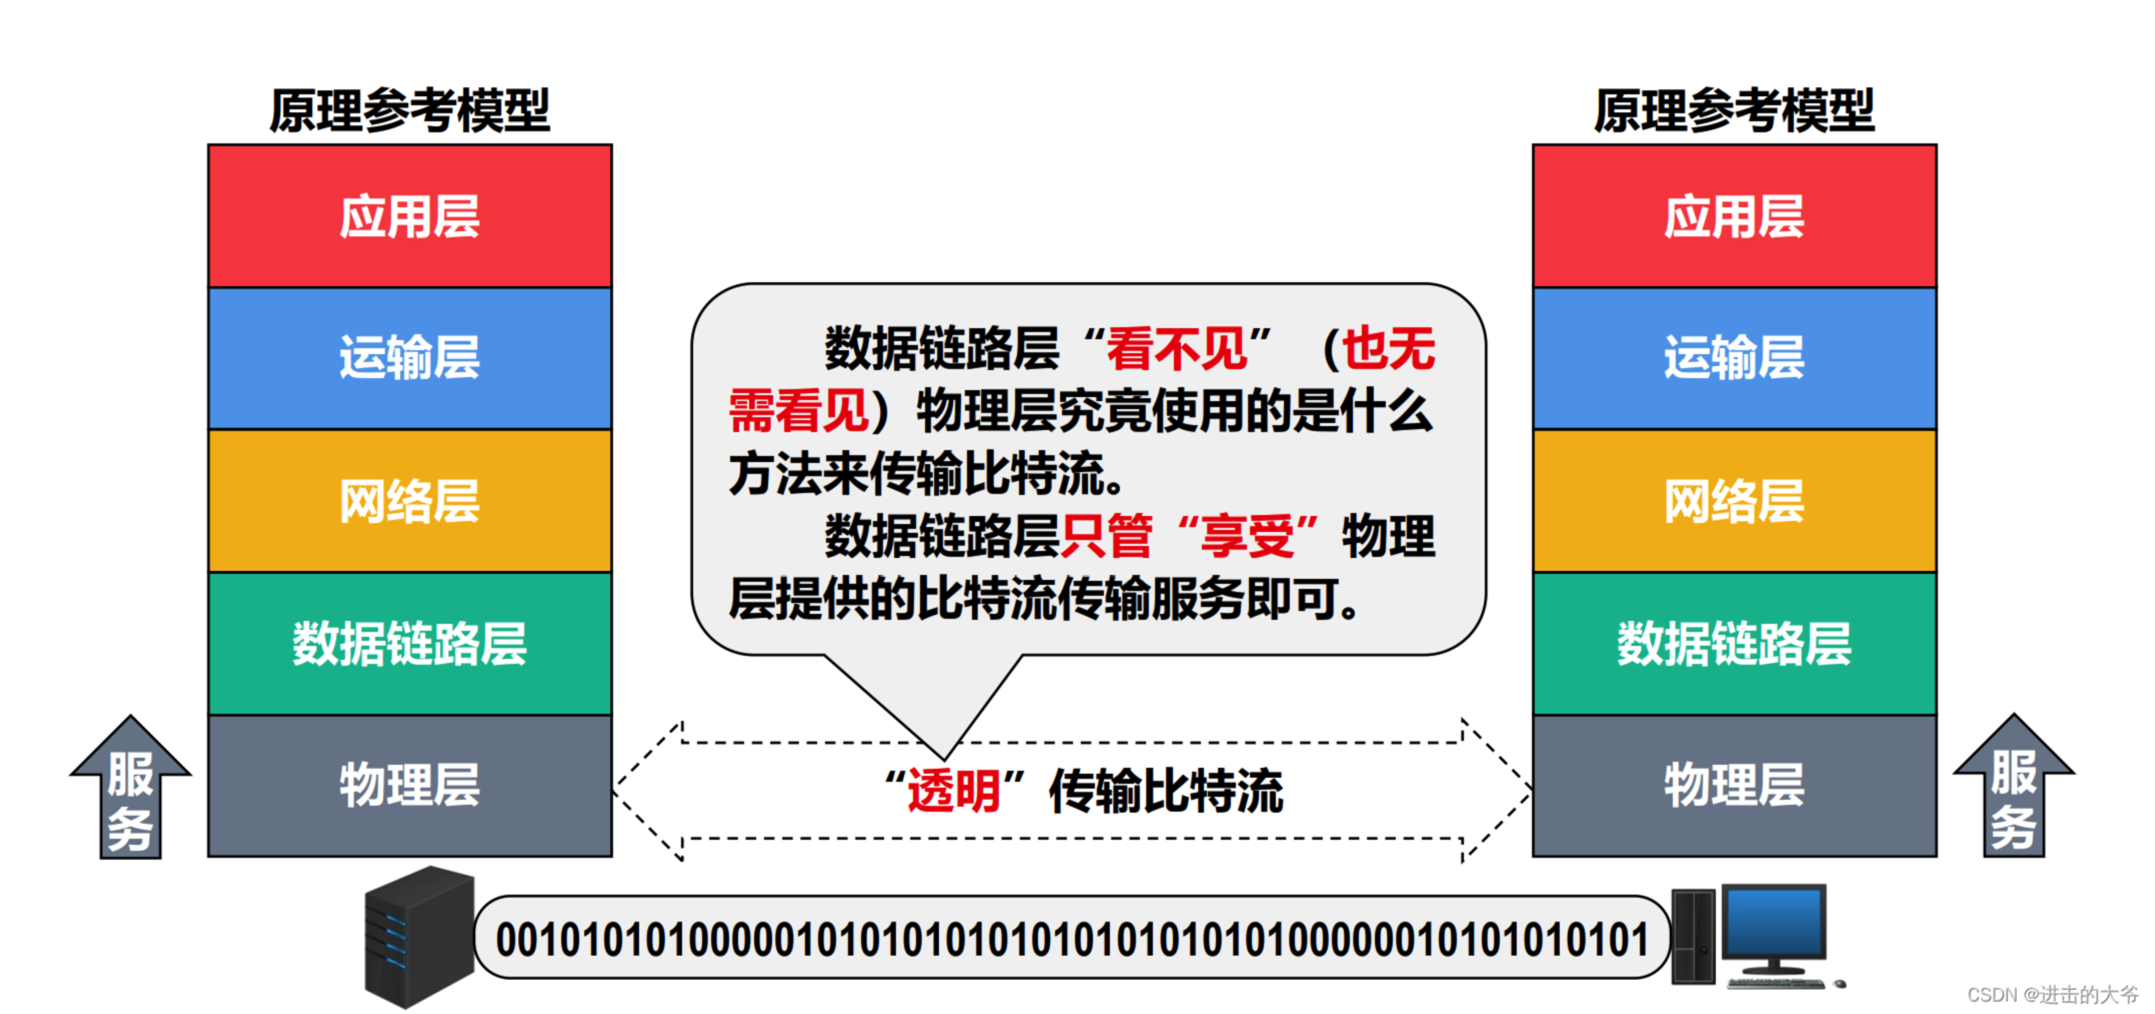 原理参考模型
应用层
运输层
网络层
数据链路层
物理层
服务
数据链路层“看不见”（也无
需看见）物理层究竟使用的是什么
方法来传输比特流。
数据链路层只管“享受”物理
层提供的比特流传输服务即可。
“透明”传输比特流
原理参考模型
应用层
运输层
网络层
数据链路层
物理层
服务
001010101000001010101010101010101010100000010101010101
CSDN @进击的大爷